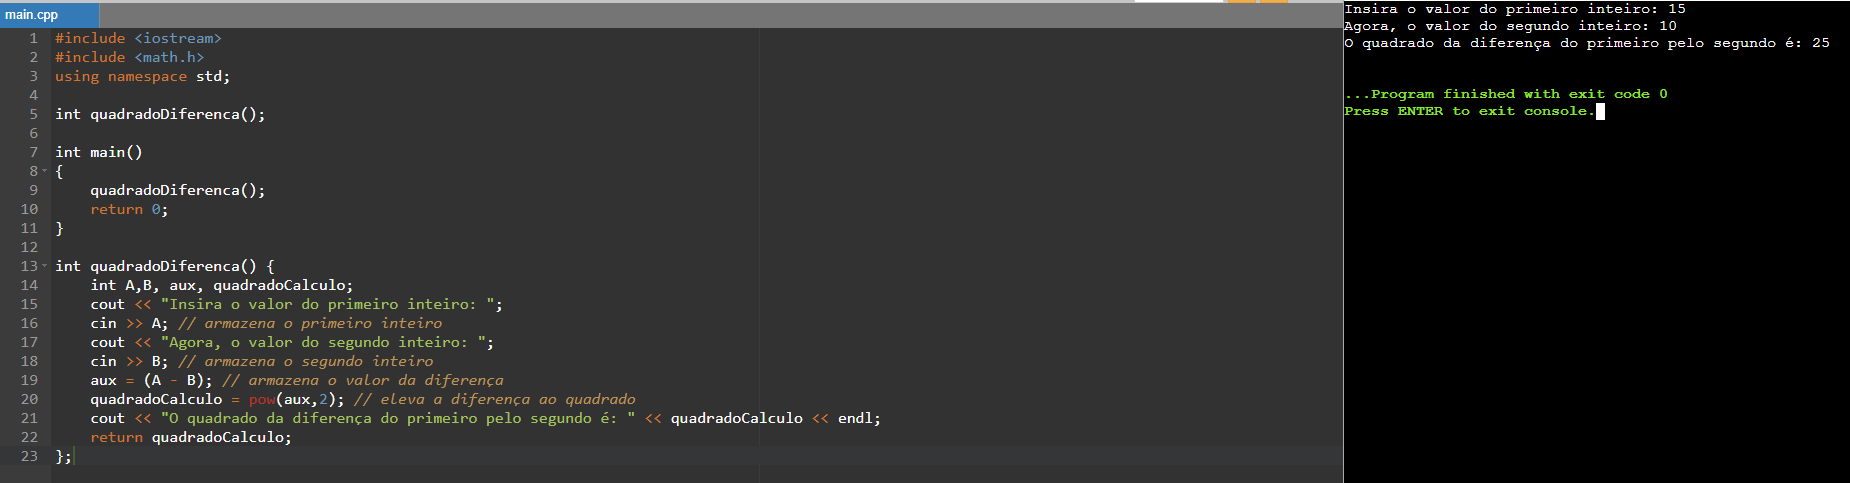 main.cpp
1 #include <iostream>
2 #include <math.h>
3 using namespace std;
4
5 int quadradoDiferenca();
6
7 int main()
8 {
9     quadradoDiferenca();
10     return 0;
11 }
12
13 int quadradoDiferenca() {
14     int A,B, aux, quadradoCalculo;
15     cout << "Insira o valor do primeiro inteiro: ";
16     cin >> A; // armazena o primeiro inteiro
17     cout << "Agora, o valor do segundo inteiro: ";
18     cin >> B; // armazena o segundo inteiro
19     aux = (A - B); // armazena o valor da diferença
20     quadradoCalculo = pow(aux,2); // eleva a diferença ao quadrado
21     cout << "O quadrado da diferença do primeiro pelo segundo é: " << quadradoCalculo << endl;
22     return quadradoCalculo;
23 };
Insira o valor do primeiro inteiro: 15
Agora, o valor do segundo inteiro: 10
O quadrado da diferença do primeiro pelo segundo é: 25
...Program finished with exit code 0
Press ENTER to exit console.